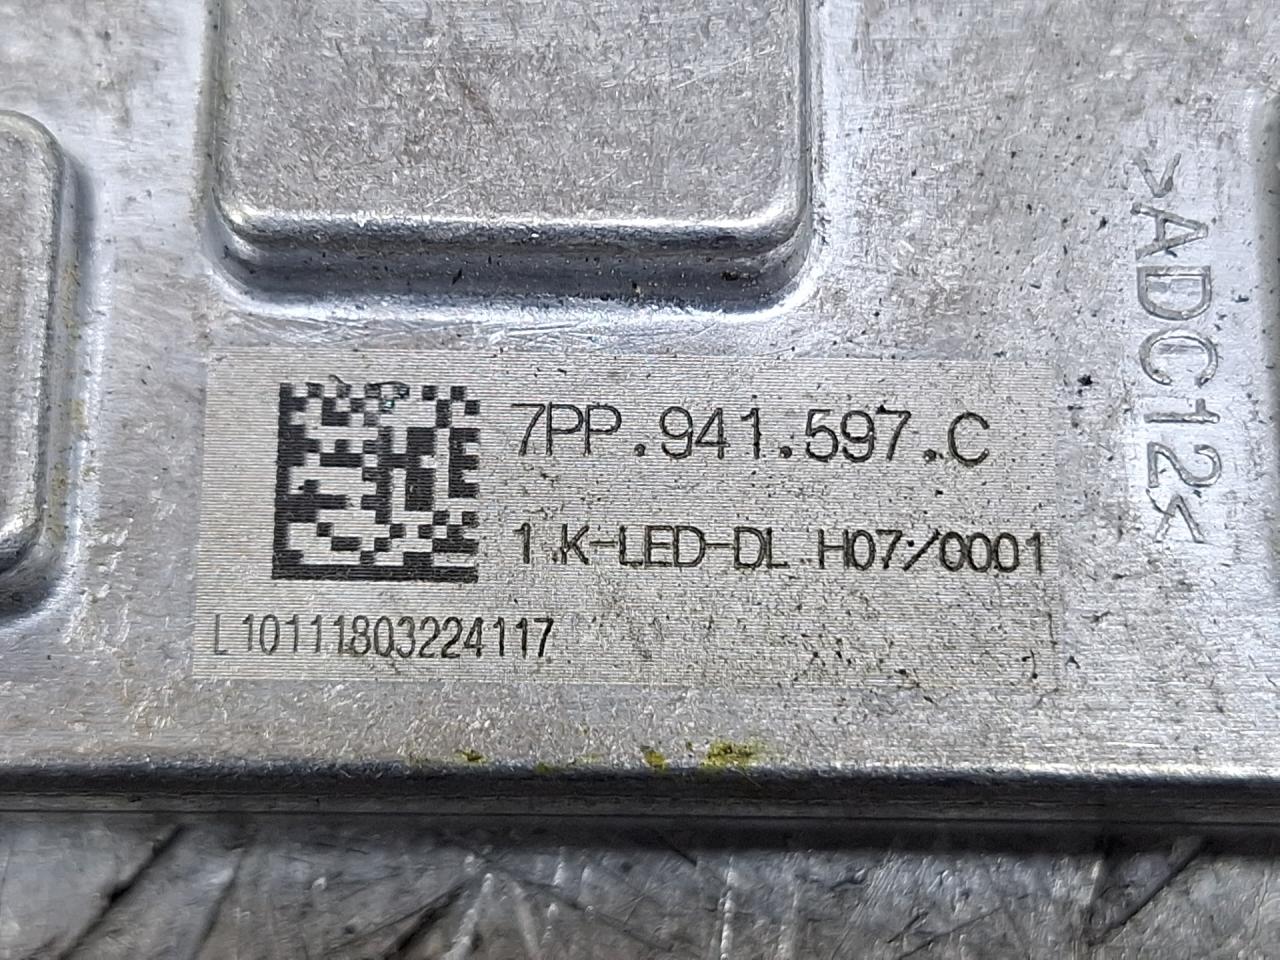 7PP.941.597.C
1.K-LED-DL H07/0001
L10111803224117
>ADC12<